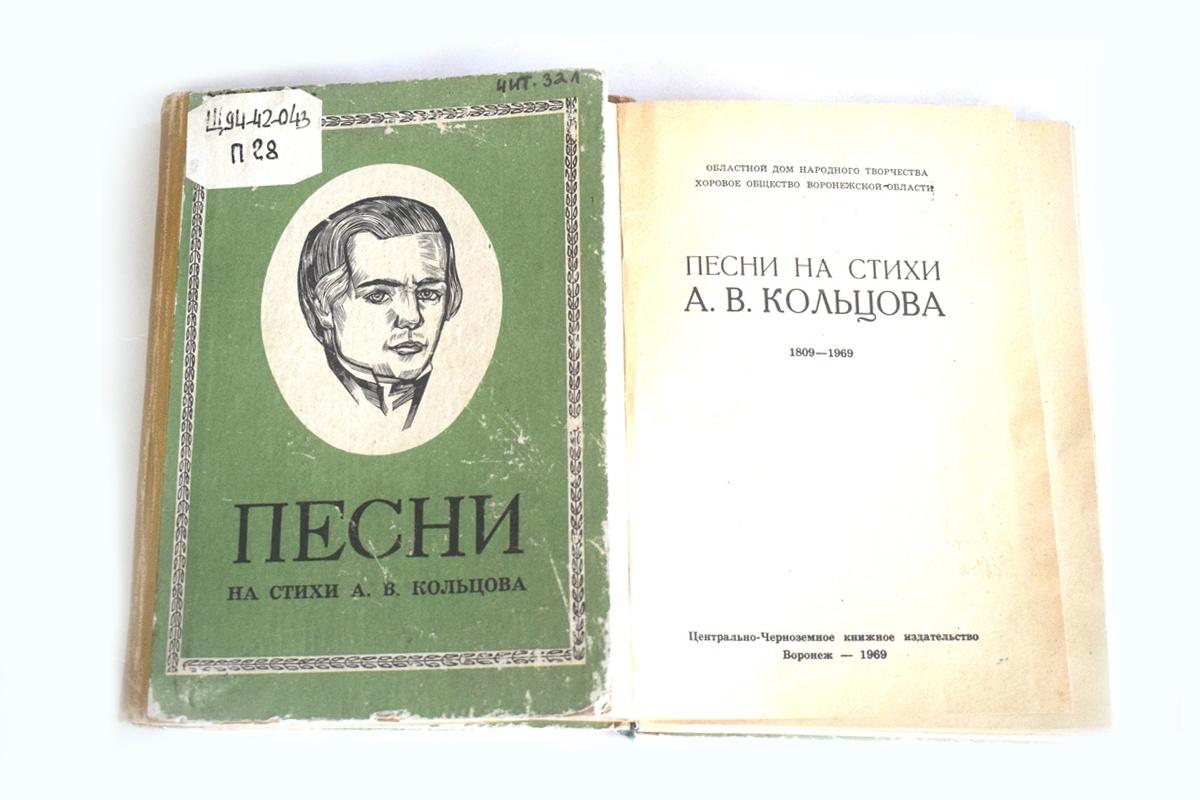 Щ94-42-043
П 28
чит. 321
ПЕСНИ
НА СТИХИ А. В. КОЛЬЦОВА
ОБЛАСТНОЙ ДОМ НАРОДНОГО ТВОРЧЕСТВА
ХОРОВОЕ ОБЩЕСТВО ВОРОНЕЖСКОЙ ОБЛАСТИ
ПЕСНИ НА СТИХИ
А. В. КОЛЬЦОВА
1809—1969
Центрально-Черноземное книжное издательство
Воронеж — 1969